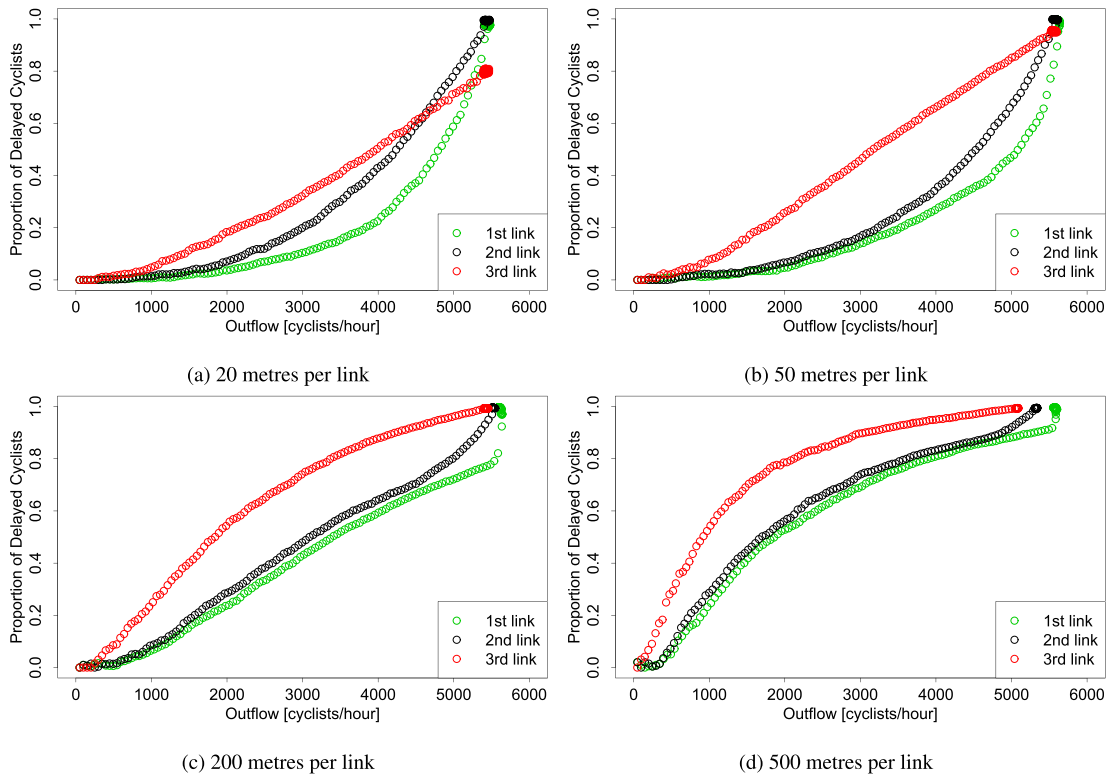 Proportion of Delayed Cyclists
0.0 0.2 0.4 0.6 0.8 1.0
0 1000 2000 3000 4000 5000 6000
Outflow [cyclists/hour]
1st link
2nd link
3rd link
(a) 20 metres per link
Proportion of Delayed Cyclists
0.0 0.2 0.4 0.6 0.8 1.0
0 1000 2000 3000 4000 5000 6000
Outflow [cyclists/hour]
1st link
2nd link
3rd link
(b) 50 metres per link
Proportion of Delayed Cyclists
0.0 0.2 0.4 0.6 0.8 1.0
0 1000 2000 3000 4000 5000 6000
Outflow [cyclists/hour]
1st link
2nd link
3rd link
(c) 200 metres per link
Proportion of Delayed Cyclists
0.0 0.2 0.4 0.6 0.8 1.0
0 1000 2000 3000 4000 5000 6000
Outflow [cyclists/hour]
1st link
2nd link
3rd link
(d) 500 metres per link